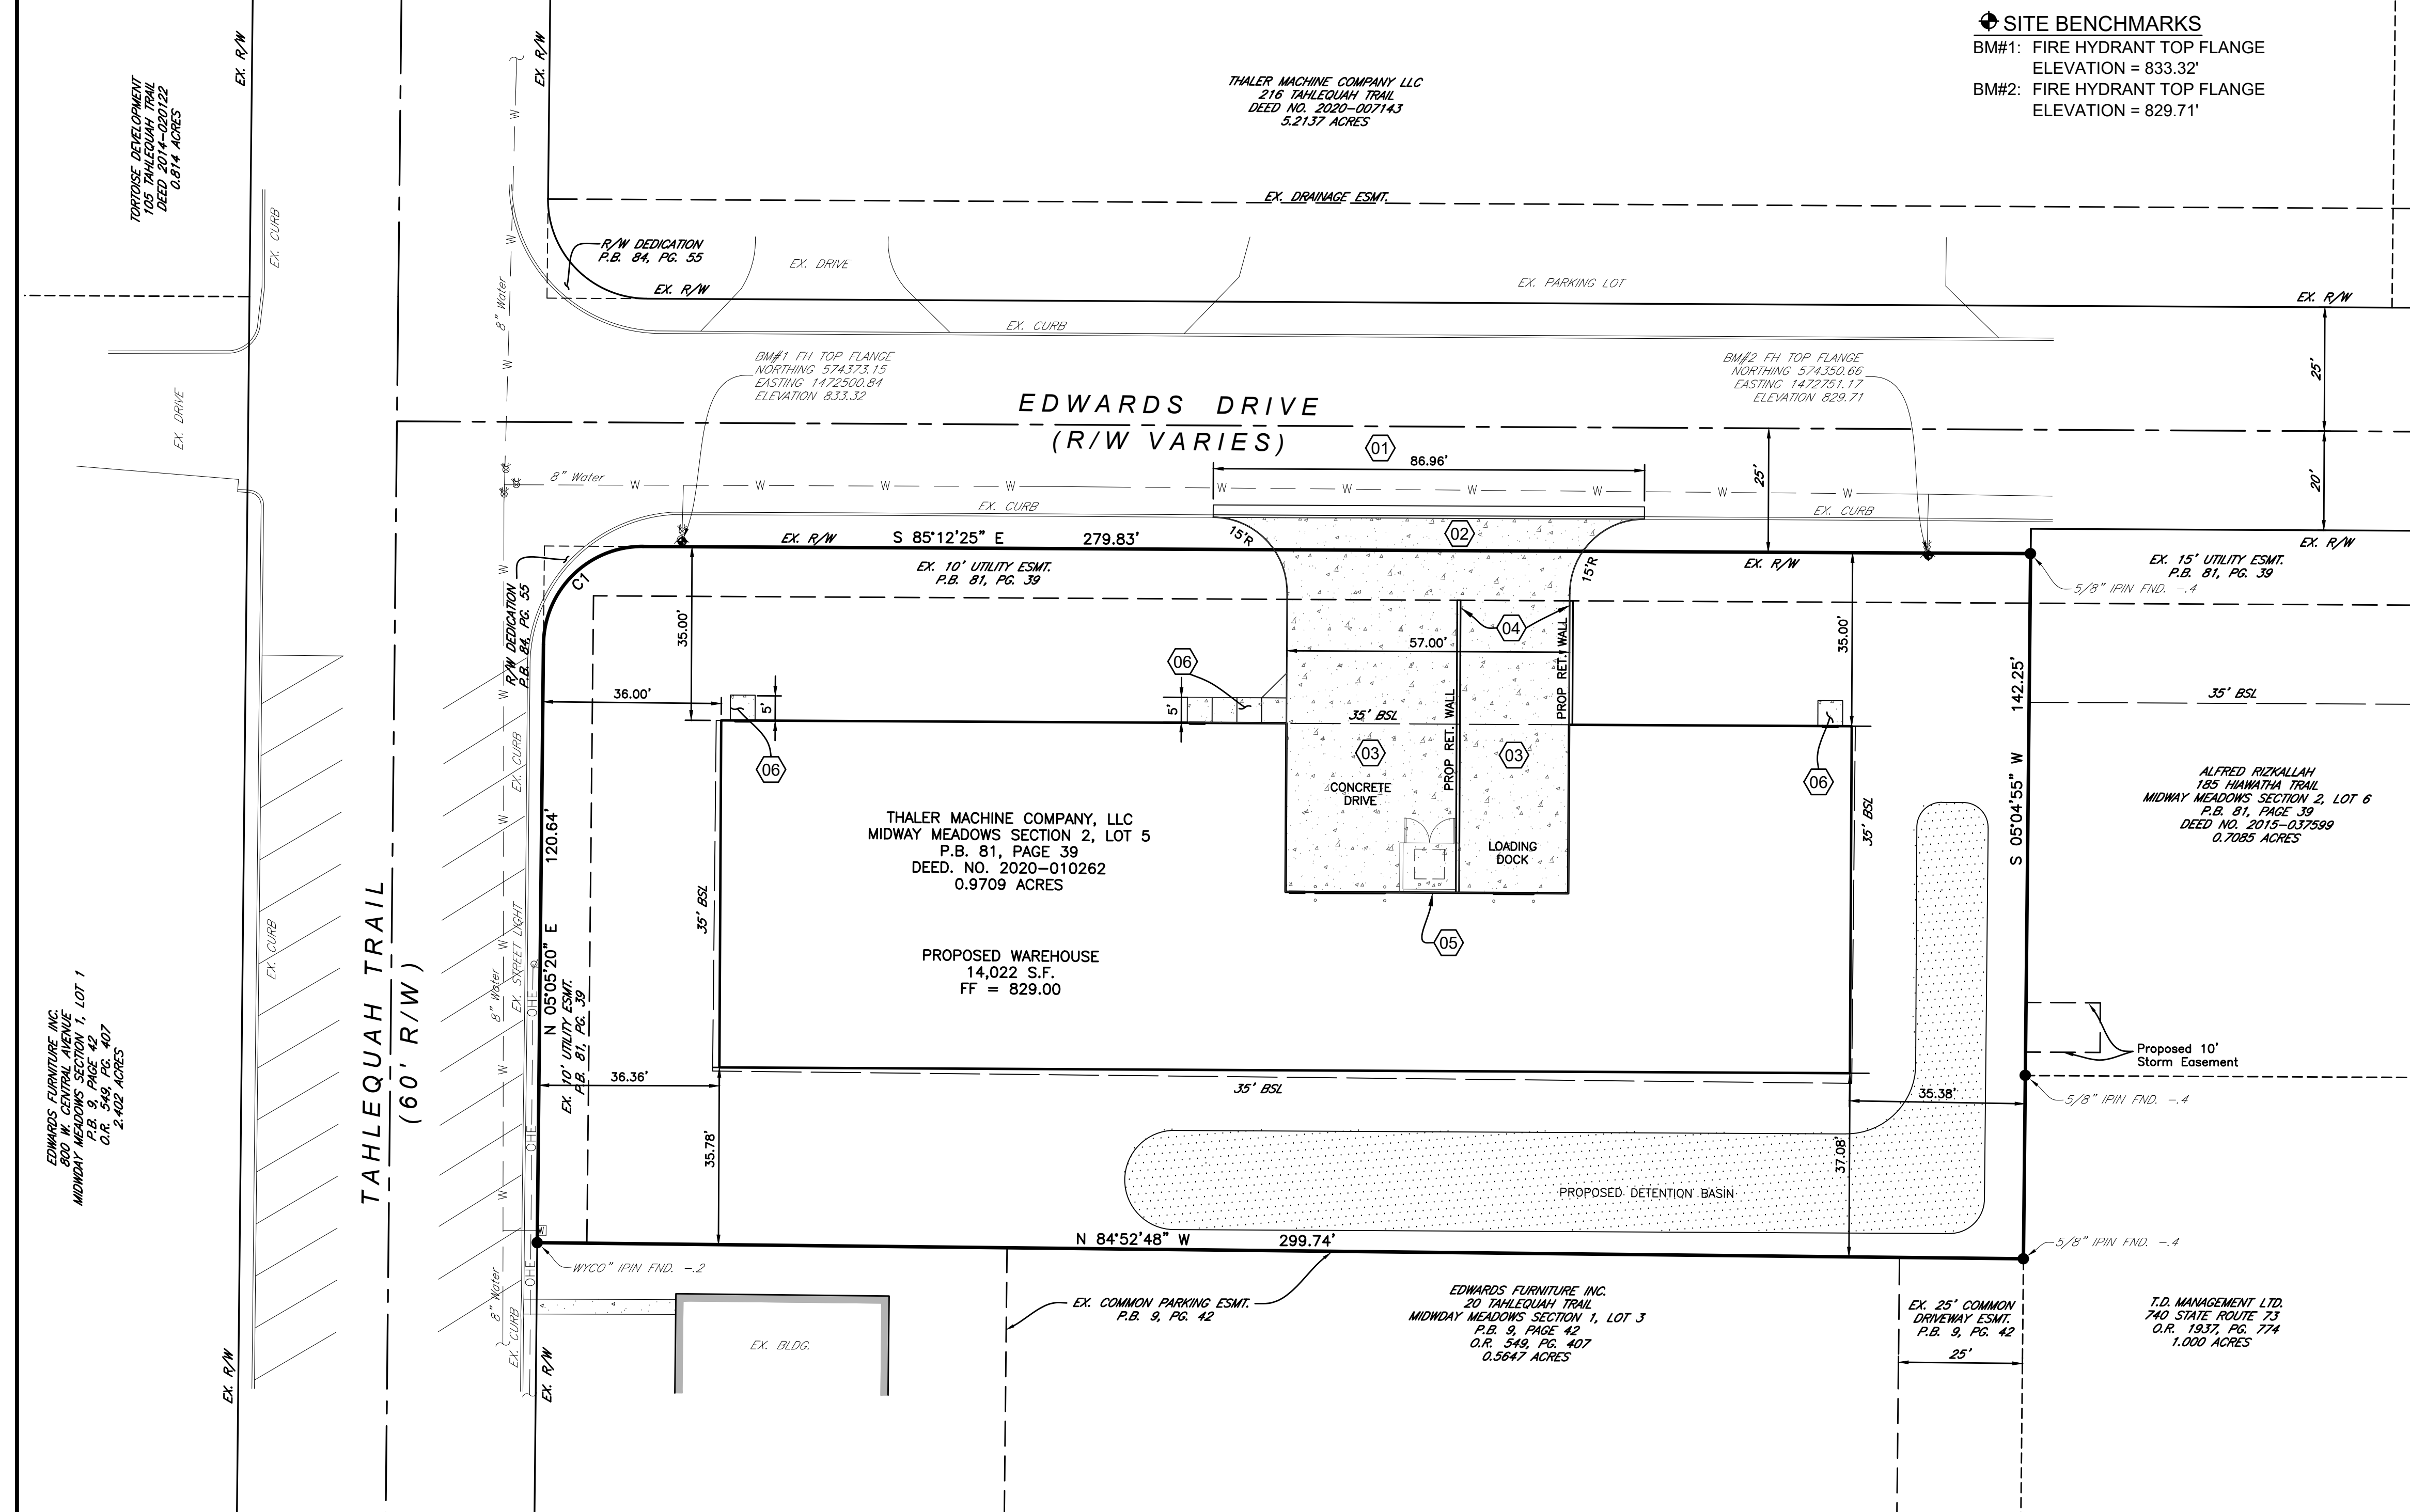 SITE BENCHMARKS
BM#1: FIRE HYDRANT TOP FLANGE
ELEVATION = 833.32'
BM#2: FIRE HYDRANT TOP FLANGE
ELEVATION = 829.71'
EX. R/W
EX. R/W
TORTOISE DEVELOPMENT
105 TAHLEQUAH TRAIL
DEED 2014-020122
0.814 ACRES
THALER MACHINE COMPANY LLC
216 TAHLEQUAH TRAIL
DEED NO. 2020-007143
5.2137 ACRES
W
EX. DRAINAGE ESMT.
EX. CURB
W
R/W DEDICATION
P.B. 84, PG. 55
EX. DRIVE
EX. PARKING LOT
EX. R/W
EX. R/W
8" Water
EX. CURB
W
BM#1 FH TOP FLANGE
NORTHING 574373.15
EASTING 1472500.84
ELEVATION 833.32
BM#2 FH TOP FLANGE
NORTHING 574350.66
EASTING 1472751.17
ELEVATION 829.71
25'
EX. DRIVE
EDWARDS DRIVE
(R/W VARIES)
01
86.96'
25'
20'
8" Water
W W W W W W W W W W
EX. CURB
EX. CURB
02
15'R
15'R
EX. R/W
S 85°12'25" E 279.83'
EX. R/W
EX. R/W
EX. 10' UTILITY ESMT.
P.B. 81, PG. 39
EX. 15' UTILITY ESMT.
P.B. 81, PG. 39
5/8" IPIN FND. -.4
C1
W
R/W DEDICATION
P.B. 84, PG. 55
35.00'
04
57.00'
35.00'
PROP RET. WALL
PROP RET. WALL
06
36.00'
5'
5'
35' BSL
35' BSL
S 05°04'55" W 142.25'
W
06
03
03
06
CONCRETE
DRIVE
LOADING
DOCK
EX. CURB
W
ALFRED RIZKALLAH
185 HIAWATHA TRAIL
MIDWAY MEADOWS SECTION 2, LOT 6
P.B. 81, PAGE 39
DEED NO. 2015-037599
0.7085 ACRES
THALER MACHINE COMPANY, LLC
MIDWAY MEADOWS SECTION 2, LOT 5
P.B. 81, PAGE 39
DEED. NO. 2020-010262
0.9709 ACRES
35' BSL
35' BSL
05
PROPOSED WAREHOUSE
14,022 S.F.
FF = 829.00
TAHLEQUAH TRAIL
(60' R/W)
N 05°05'20" E 120.64'
EX. 10' UTILITY ESMT.
P.B. 81, PG. 39
EX. STREET LIGHT
8" Water
W
OHE
W
OHE
W
OHE
EX. CURB
EDWARDS FURNITURE INC.
800 W. CENTRAL AVENUE
MIDWDAY MEADOWS SECTION 1, LOT 1
P.B. 9, PAGE 42
O.R. 549, PG. 407
2.402 ACRES
Proposed 10'
Storm Easement
36.36'
35' BSL
35.38'
5/8" IPIN FND. -.4
35.78'
37.08'
PROPOSED DETENTION BASIN
W
N 84°52'48" W 299.74'
5/8" IPIN FND. -.4
WYCO" IPIN FND. -.2
8" Water
EX. CURB
EX. R/W
EX. R/W
EX. BLDG.
EX. COMMON PARKING ESMT.
P.B. 9, PG. 42
EDWARDS FURNITURE INC.
20 TAHLEQUAH TRAIL
MIDWDAY MEADOWS SECTION 1, LOT 3
P.B. 9, PAGE 42
O.R. 549, PG. 407
0.5647 ACRES
EX. 25' COMMON
DRIVEWAY ESMT.
P.B. 9, PG. 42
25'
T.D. MANAGEMENT LTD.
740 STATE ROUTE 73
O.R. 1937, PG. 774
1.000 ACRES